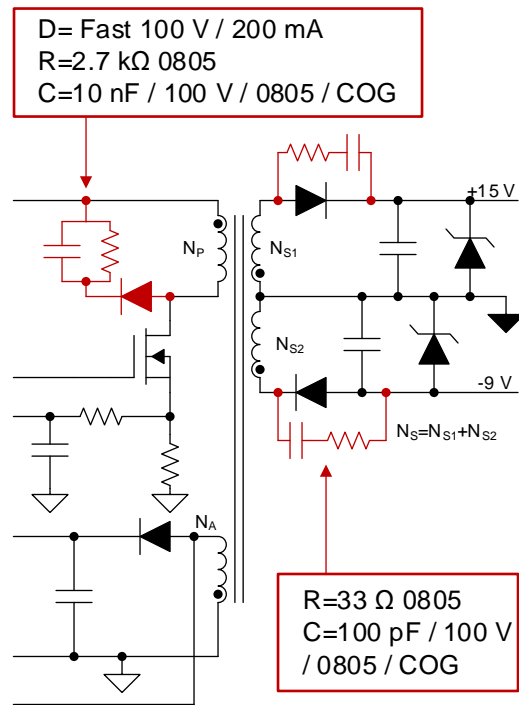 D= Fast 100 V / 200 mA
R=2.7 kΩ 0805
C=10 nF / 100 V / 0805 / COG
+15 V
NP
NS1
NS2
-9 V
NS=NS1+NS2
NA
R=33 Ω 0805
C=100 pF / 100 V
/ 0805 / COG